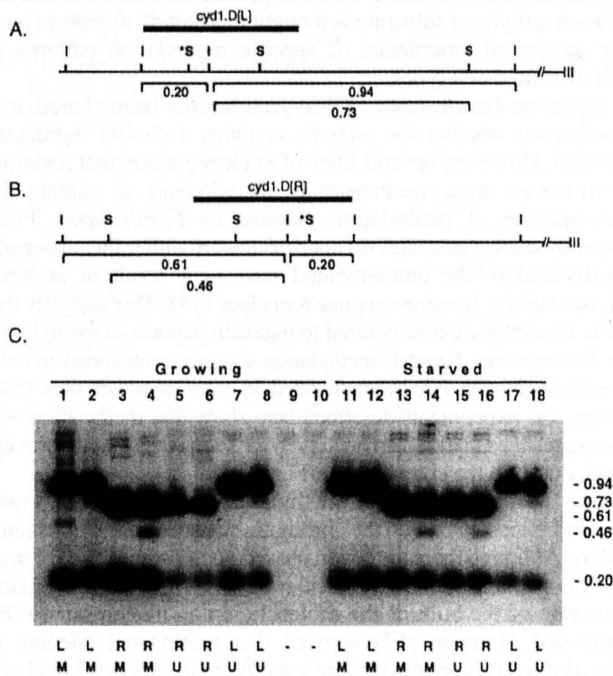 A.
cyd1.D[L]
I *S I S S I III
0.20 0.94
0.73
B.
cyd1.D[R]
I S S I *S I III
0.61 0.20
0.46
C.
Growing Starved
1 2 3 4 5 6 7 8 9 10 11 12 13 14 15 16 17 18
- 0.94
- 0.73
- 0.61
- 0.46
- 0.20
L L R R R R L L - - L L R R R R L L
M M M M U U U U M M M M U U U U